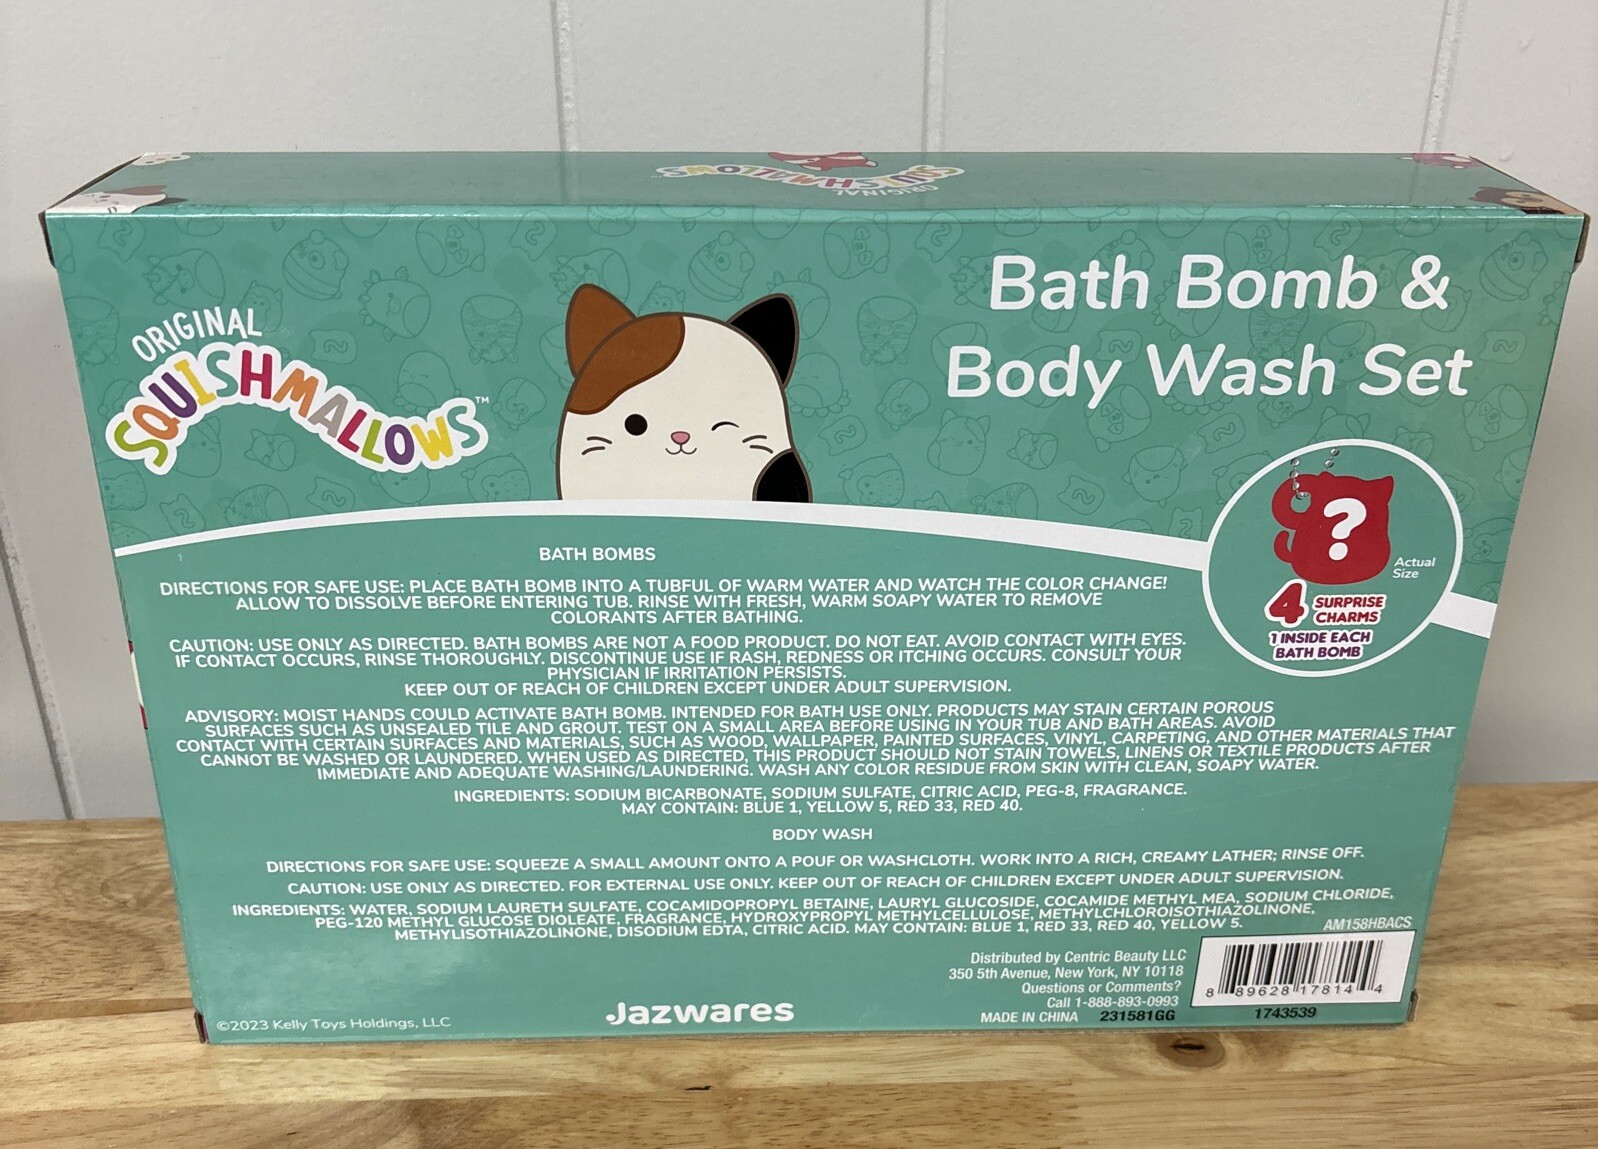 ORIGINAL
SQUISHMALLOWS
ORIGINAL
SQUISHMALLOWS™
Bath Bomb &
Body Wash Set
?
Actual
Size
4 SURPRISE
CHARMS
1 INSIDE EACH
BATH BOMB
BATH BOMBS
DIRECTIONS FOR SAFE USE: PLACE BATH BOMB INTO A TUBFUL OF WARM WATER AND WATCH THE COLOR CHANGE!
ALLOW TO DISSOLVE BEFORE ENTERING TUB. RINSE WITH FRESH, WARM SOAPY WATER TO REMOVE
COLORANTS AFTER BATHING.
CAUTION: USE ONLY AS DIRECTED. BATH BOMBS ARE NOT A FOOD PRODUCT. DO NOT EAT. AVOID CONTACT WITH EYES.
IF CONTACT OCCURS, RINSE THOROUGHLY. DISCONTINUE USE IF RASH, REDNESS OR ITCHING OCCURS. CONSULT YOUR
PHYSICIAN IF IRRITATION PERSISTS.
KEEP OUT OF REACH OF CHILDREN EXCEPT UNDER ADULT SUPERVISION.
ADVISORY: MOIST HANDS COULD ACTIVATE BATH BOMB. INTENDED FOR BATH USE ONLY. PRODUCTS MAY STAIN CERTAIN POROUS
SURFACES SUCH AS UNSEALED TILE AND GROUT. TEST ON A SMALL AREA BEFORE USING IN YOUR TUB AND BATH AREAS. AVOID
CONTACT WITH CERTAIN SURFACES AND MATERIALS, SUCH AS WOOD, WALLPAPER, PAINTED SURFACES, VINYL, CARPETING, AND OTHER MATERIALS THAT
CANNOT BE WASHED OR LAUNDERED. WHEN USED AS DIRECTED, THIS PRODUCT SHOULD NOT STAIN TOWELS, LINENS OR TEXTILE PRODUCTS AFTER
IMMEDIATE AND ADEQUATE WASHING/LAUNDERING. WASH ANY COLOR RESIDUE FROM SKIN WITH CLEAN, SOAPY WATER.
INGREDIENTS: SODIUM BICARBONATE, SODIUM SULFATE, CITRIC ACID, PEG-8, FRAGRANCE.
MAY CONTAIN: BLUE 1, YELLOW 5, RED 33, RED 40.
BODY WASH
DIRECTIONS FOR SAFE USE: SQUEEZE A SMALL AMOUNT ONTO A POUF OR WASHCLOTH. WORK INTO A RICH, CREAMY LATHER; RINSE OFF.
CAUTION: USE ONLY AS DIRECTED. FOR EXTERNAL USE ONLY. KEEP OUT OF REACH OF CHILDREN EXCEPT UNDER ADULT SUPERVISION.
INGREDIENTS: WATER, SODIUM LAURETH SULFATE, COCAMIDOPROPYL BETAINE, LAURYL GLUCOSIDE, COCAMIDE METHYL MEA, SODIUM CHLORIDE,
PEG-120 METHYL GLUCOSE DIOLEATE, FRAGRANCE, HYDROXYPROPYL METHYLCELLULOSE, METHYLCHLOROISOTHIAZOLINONE,
METHYLISOTHIAZOLINONE, DISODIUM EDTA, CITRIC ACID. MAY CONTAIN: BLUE 1, RED 33, RED 40, YELLOW 5.
AM158HBACS
Distributed by Centric Beauty LLC
350 5th Avenue, New York, NY 10118
Questions or Comments?
Call 1-888-893-0993
MADE IN CHINA 231581GG
8 89628 17814 4
1743539
Jazwares
©2023 Kelly Toys Holdings, LLC